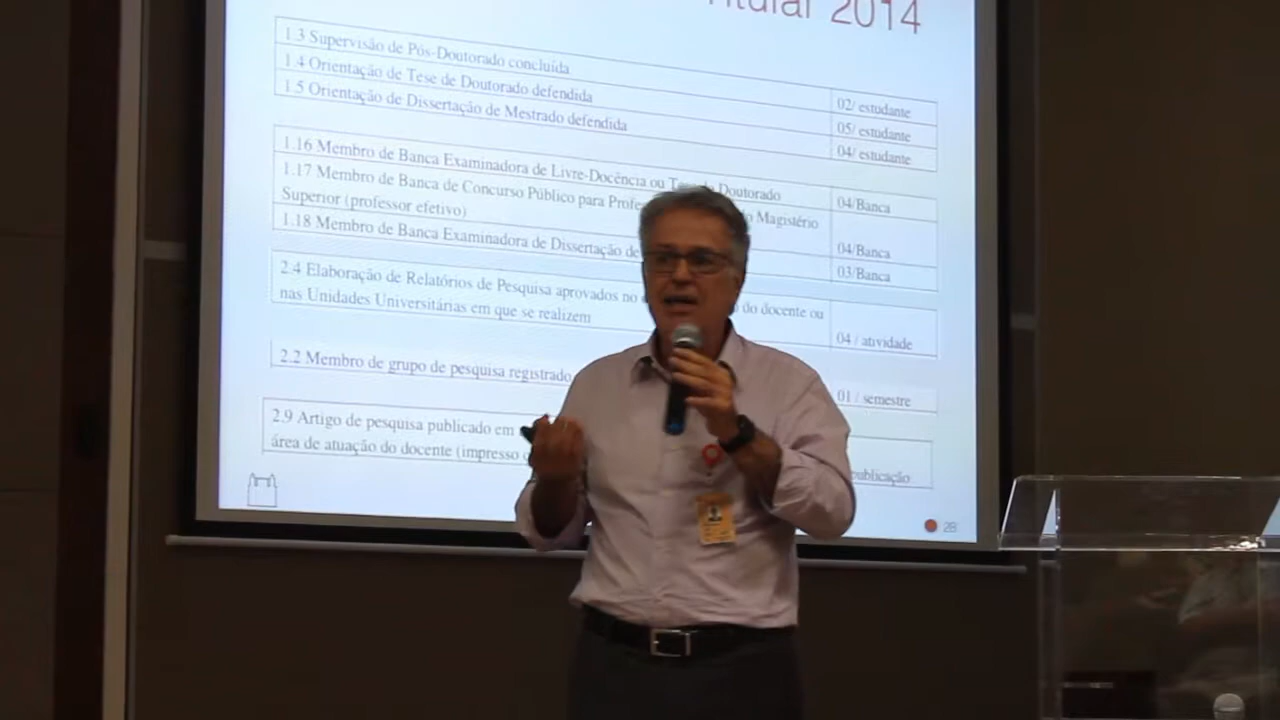 Titular 2014
1.3 Supervisão de Pós-Doutorado concluída
02/ estudante
1.4 Orientação de Tese de Doutorado defendida
05/ estudante
1.5 Orientação de Dissertação de Mestrado defendida
04/ estudante
1.16 Membro de Banca Examinadora de Livre-Docência ou Doutorado
04/Banca
1.17 Membro de Banca de Concurso Público para Magistério
Superior (professor efetivo)
04/Banca
1.18 Membro de Banca Examinadora de Dissertação de
03/Banca
2.4 Elaboração de Relatórios de Pesquisa aprovados no do docente ou
nas Unidades Universitárias em que se realizem
04 / atividade
2.2 Membro de grupo de pesquisa registrado
01 / semestre
2.9 Artigo de pesquisa publicado em
área de atuação do docente (impresso
publicação
28